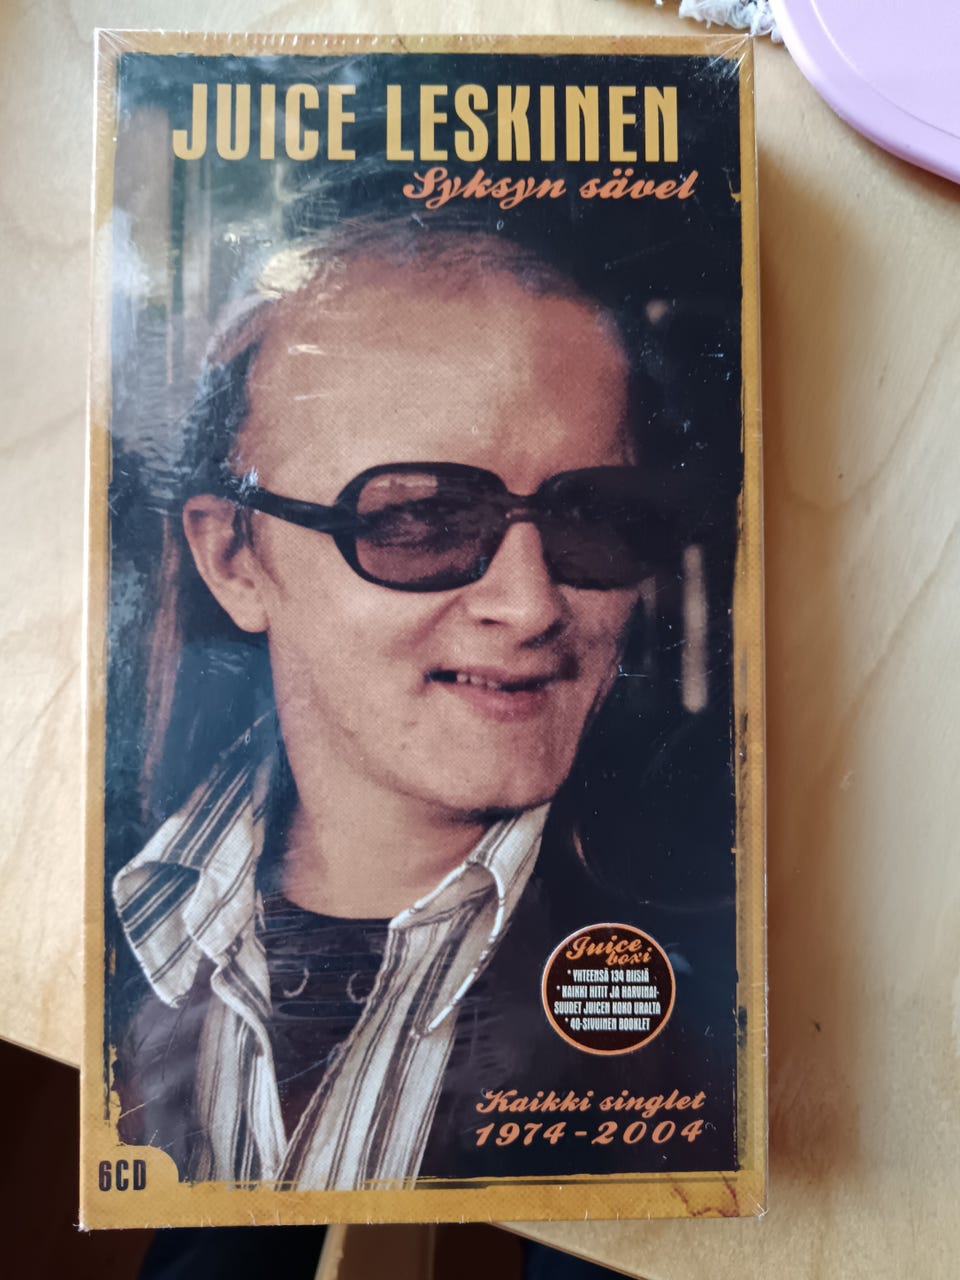 JUICE LESKINEN
Syksyn sävel
Juice
boxi
* YHTEENSÄ 134 BIISIÄ
* KAIKKI HITIT JA HARVINAI-
SUUDET JUICEN KOKO URALTA
* 40-SIVUINEN BOOKLET
Kaikki singlet
1974-2004
6CD